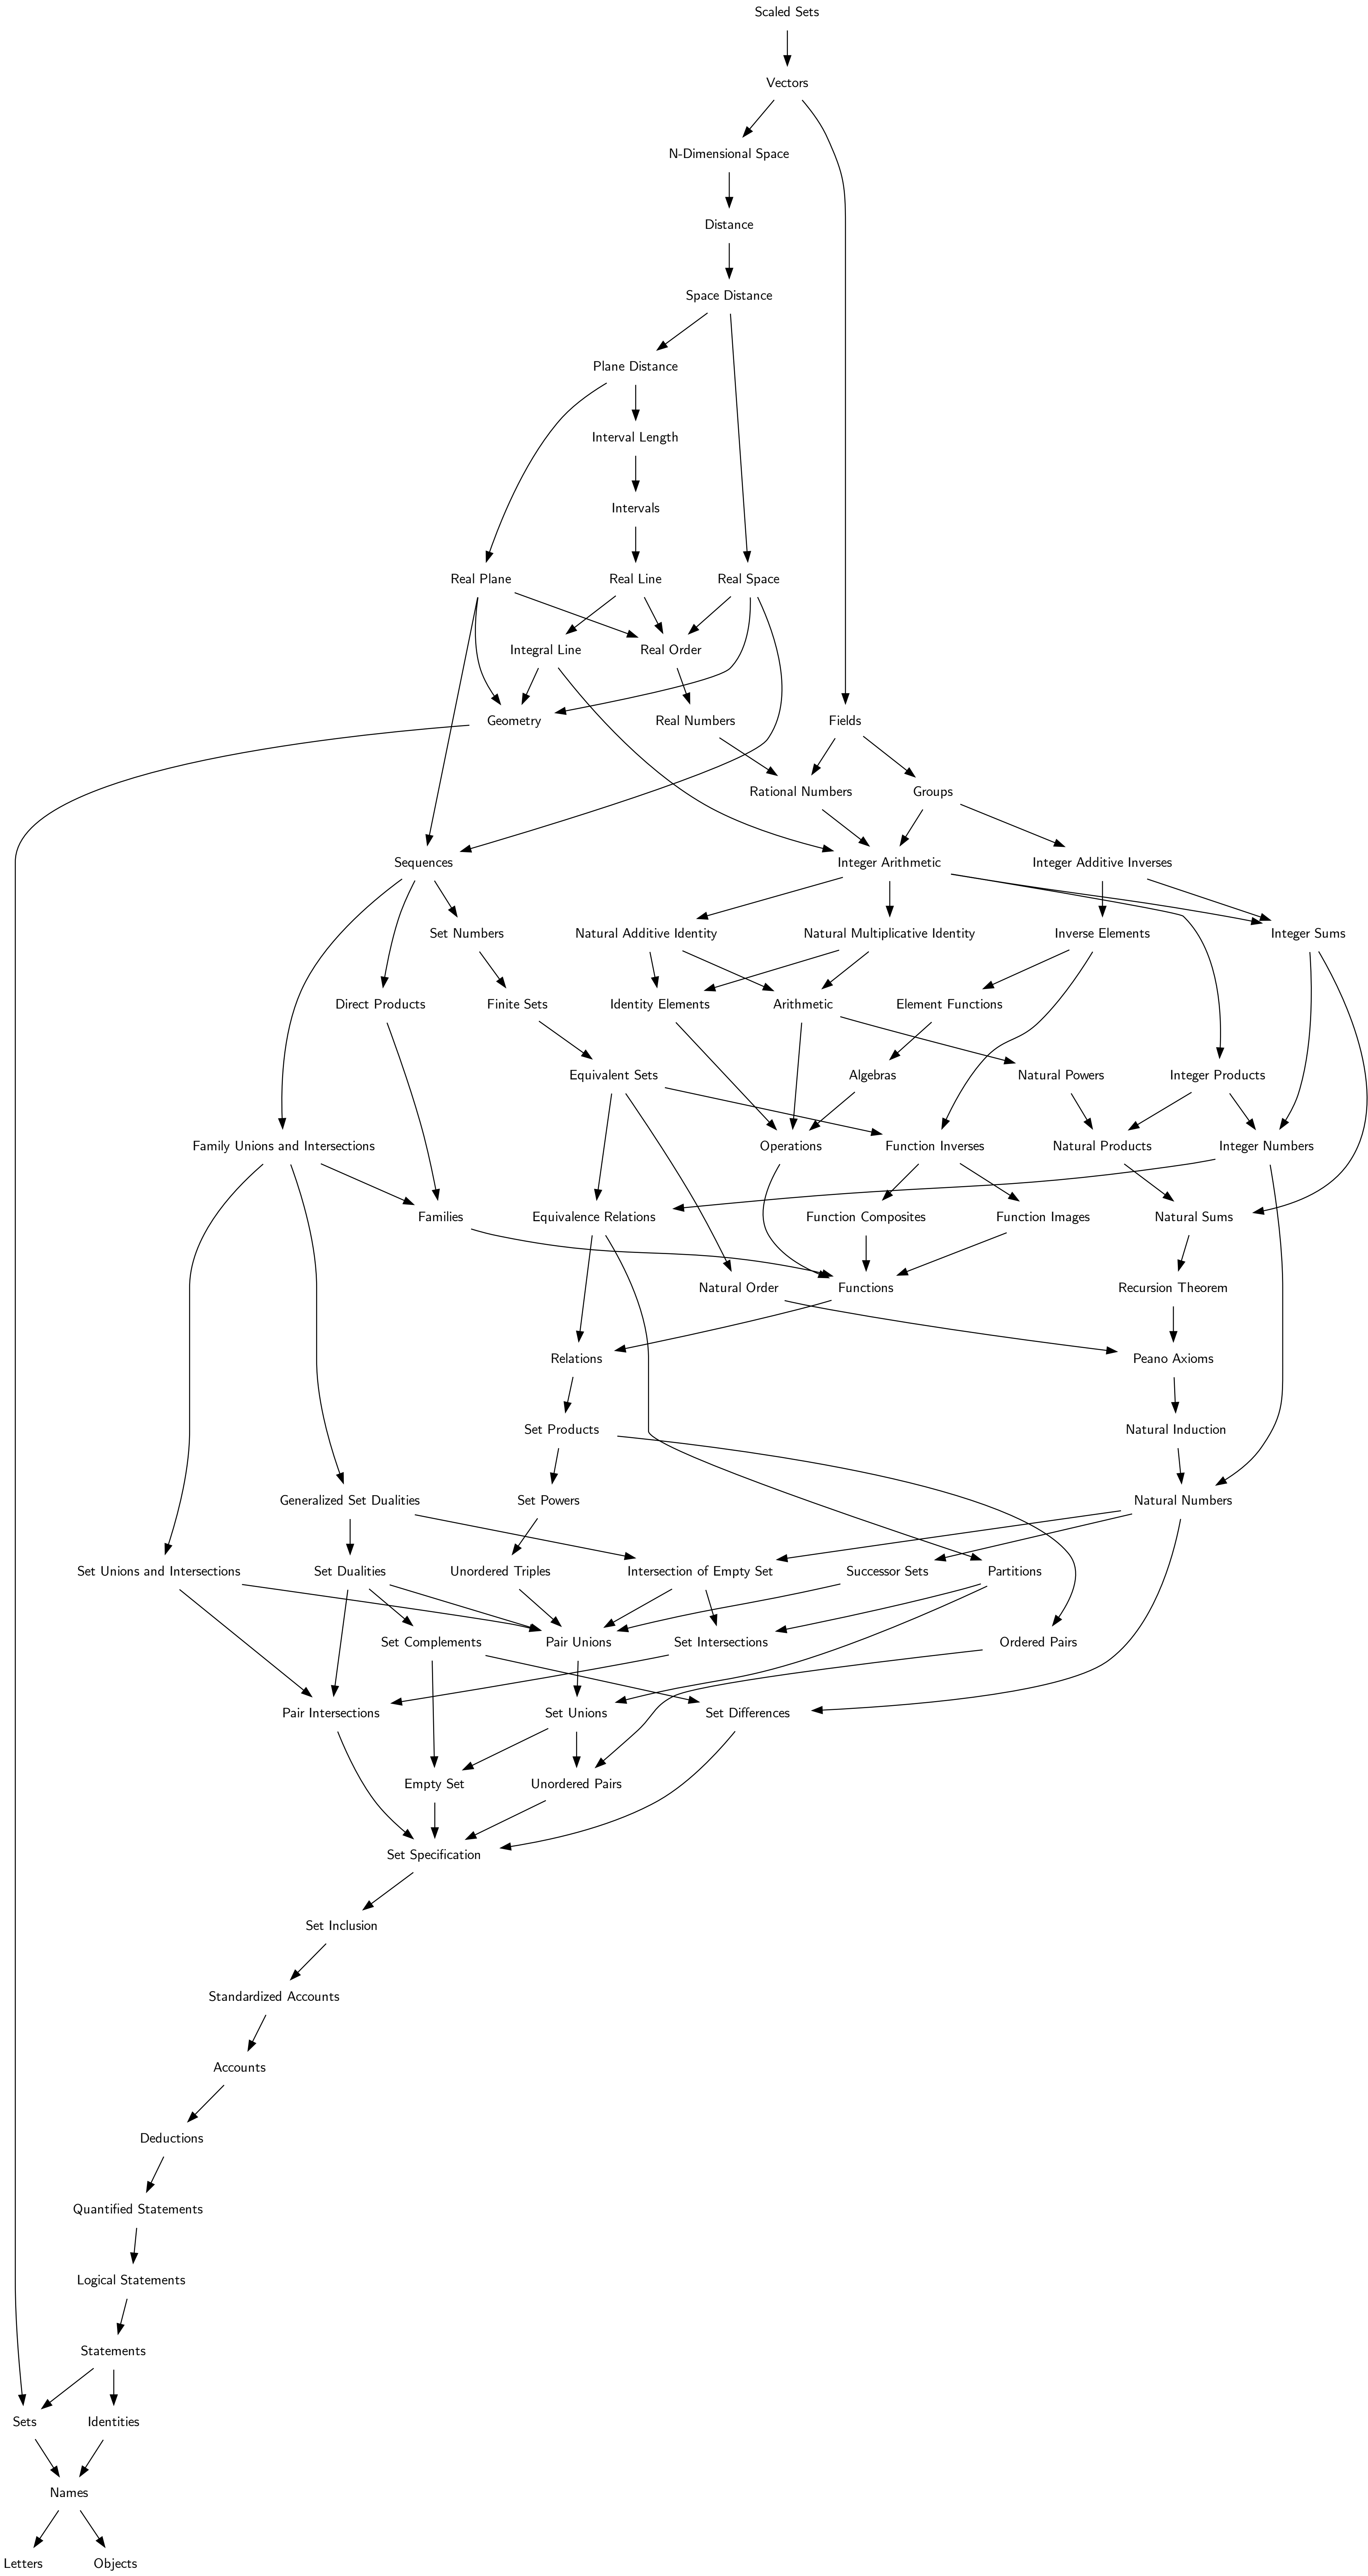 Scaled Sets
Vectors
N-Dimensional Space
Distance
Space Distance
Plane Distance
Interval Length
Intervals
Real Plane
Real Line
Real Space
Integral Line
Real Order
Geometry
Real Numbers
Fields
Rational Numbers
Groups
Sequences
Integer Arithmetic
Integer Additive Inverses
Set Numbers
Natural Additive Identity
Natural Multiplicative Identity
Inverse Elements
Integer Sums
Direct Products
Finite Sets
Identity Elements
Arithmetic
Element Functions
Equivalent Sets
Algebras
Natural Powers
Integer Products
Family Unions and Intersections
Operations
Function Inverses
Natural Products
Integer Numbers
Families
Equivalence Relations
Function Composites
Function Images
Natural Sums
Natural Order
Functions
Recursion Theorem
Relations
Peano Axioms
Set Products
Natural Induction
Generalized Set Dualities
Set Powers
Natural Numbers
Set Unions and Intersections
Set Dualities
Unordered Triples
Intersection of Empty Set
Successor Sets
Partitions
Set Complements
Pair Unions
Set Intersections
Ordered Pairs
Pair Intersections
Set Unions
Set Differences
Empty Set
Unordered Pairs
Set Specification
Set Inclusion
Standardized Accounts
Accounts
Deductions
Quantified Statements
Logical Statements
Statements
Sets
Identities
Names
Letters
Objects